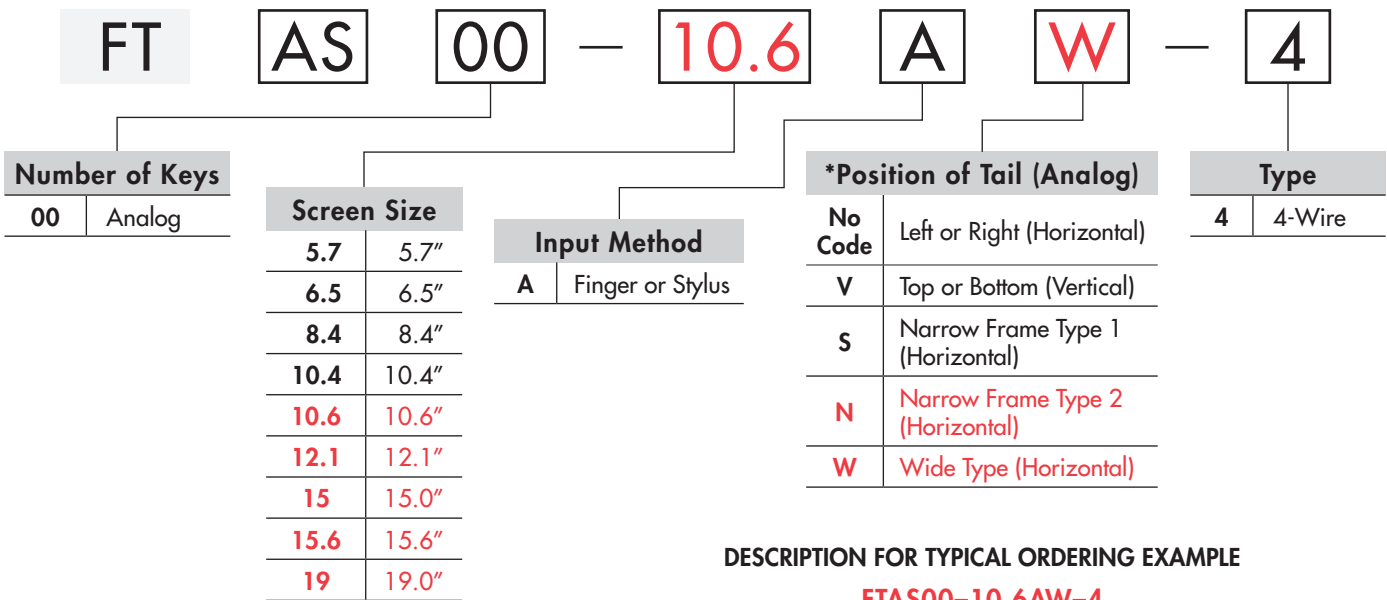 FT AS 00 – 10.6 A W – 4
Number of Keys
00 Analog
Screen Size
5.7 5.7″
6.5 6.5″
8.4 8.4″
10.4 10.4″
10.6 10.6″
12.1 12.1″
15 15.0″
15.6 15.6″
19 19.0″
Input Method
A Finger or Stylus
*Position of Tail (Analog)
No Code Left or Right (Horizontal)
V Top or Bottom (Vertical)
S Narrow Frame Type 1
(Horizontal)
N Narrow Frame Type 2
(Horizontal)
W Wide Type (Horizontal)
Type
4 4-Wire
DESCRIPTION FOR TYPICAL ORDERING EXAMPLE
FTAS00–10.6AW–4